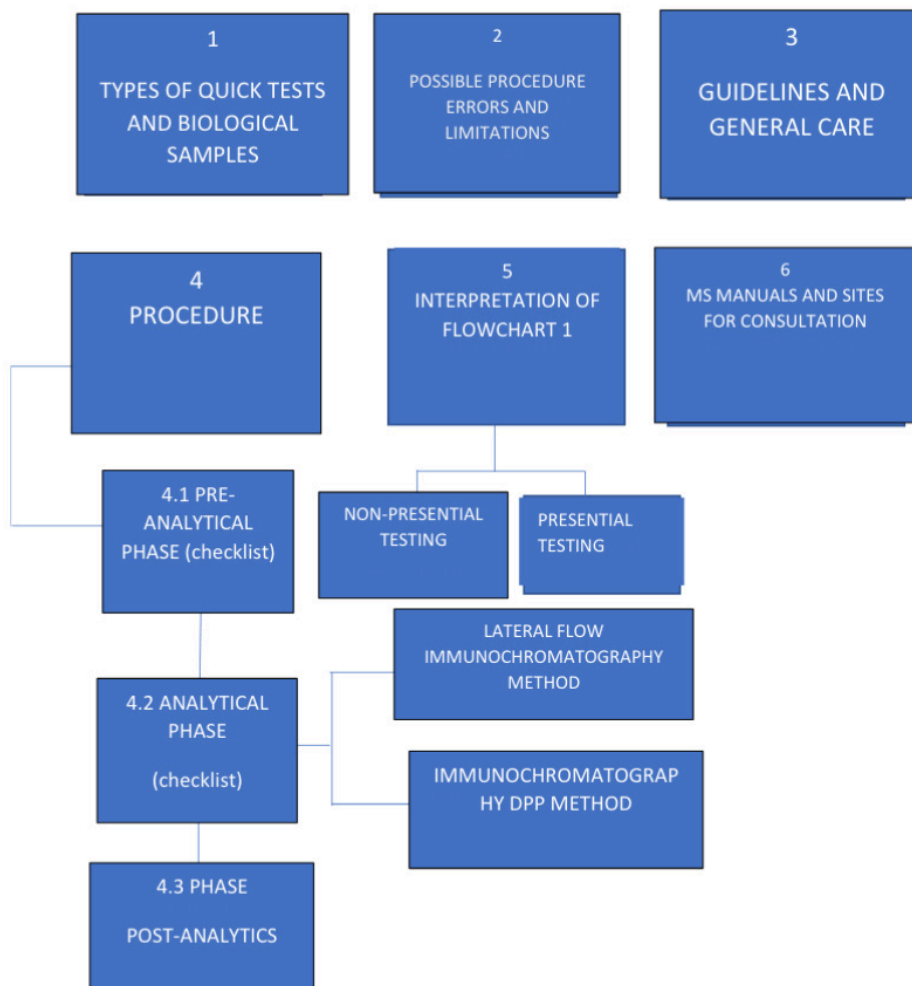 1
TYPES OF QUICK TESTS
AND BIOLOGICAL
SAMPLES
2
POSSIBLE PROCEDURE
ERRORS AND
LIMITATIONS
3
GUIDELINES AND
GENERAL CARE
4
PROCEDURE
5
INTERPRETATION OF
FLOWCHART 1
6
MS MANUALS AND SITES
FOR CONSULTATION
4.1 PRE-
ANALYTICAL
PHASE (checklist)
NON-PRESENTIAL
TESTING
PRESENTIAL
TESTING
LATERAL FLOW
IMMUNOCHROMATOGRAPHY
METHOD
4.2 ANALYTICAL
PHASE
(checklist)
IMMUNOCHROMATOGRAP
HY DPP METHOD
4.3 PHASE
POST-ANALYTICS